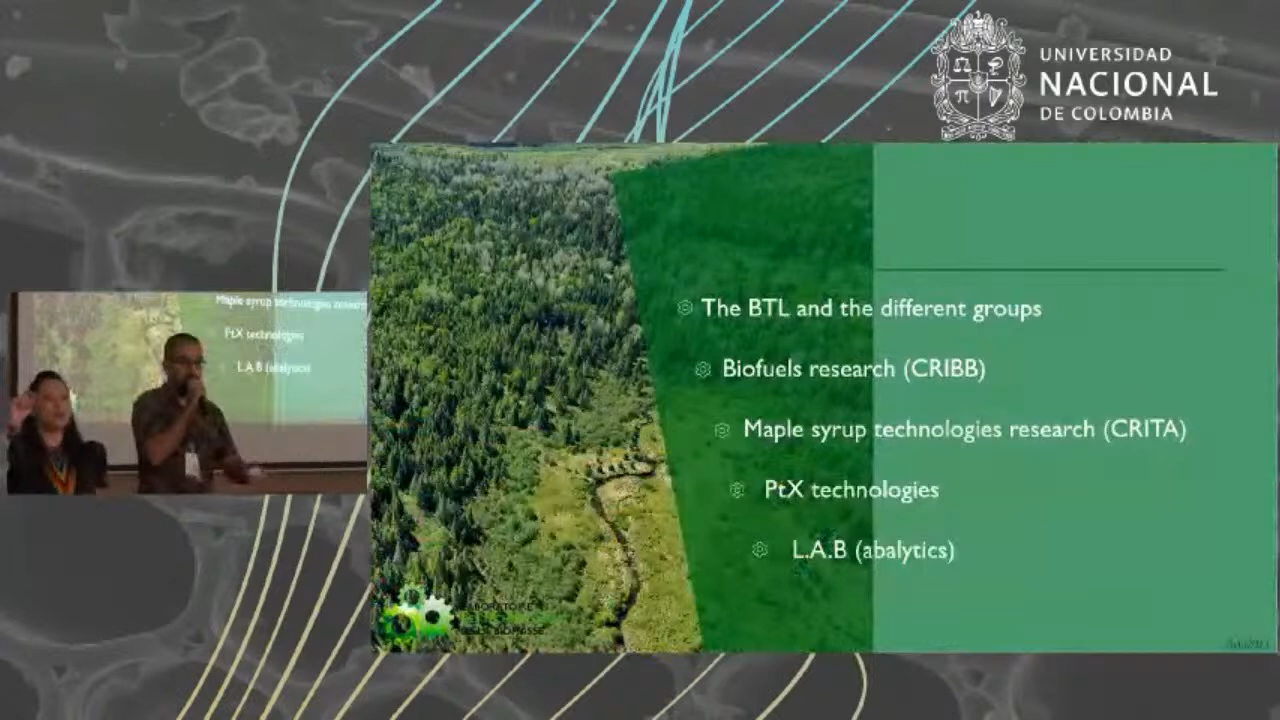 UNIVERSIDAD
NACIONAL
DE COLOMBIA
The BTL and the different groups
Biofuels research (CRIBB)
Maple syrup technologies research (CRITA)
PtX technologies
L.A.B (abalytics)
Maple syrup technologies
PtX technologies
L.A.B (abalytics)